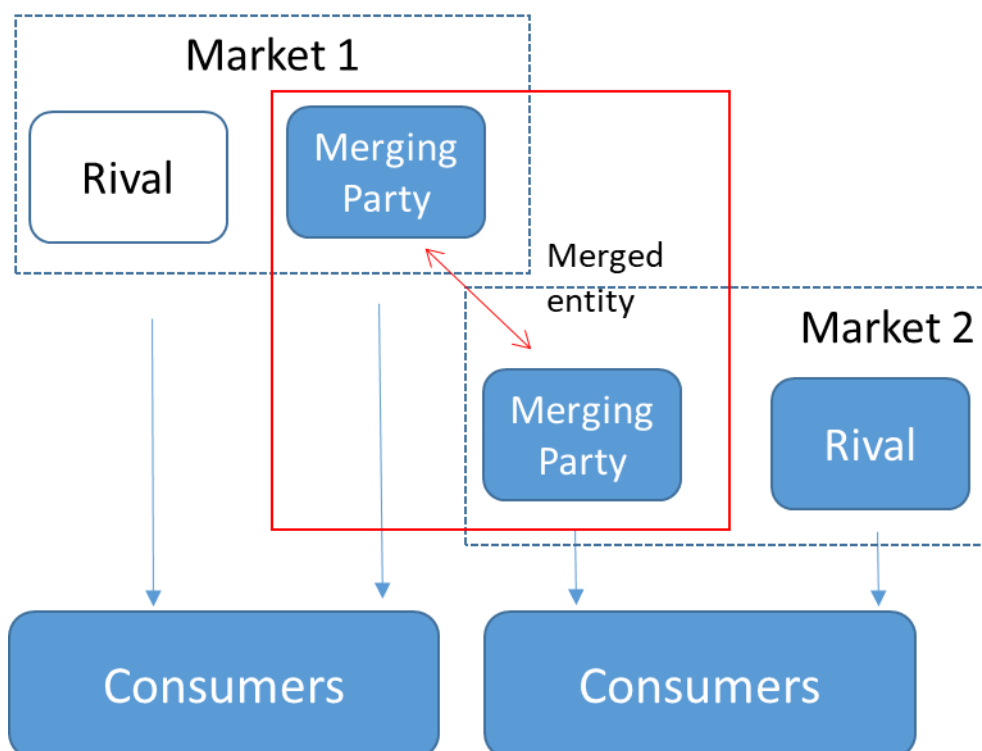 Market 1
Rival
Merging
Party
Merged
entity
Market 2
Merging
Party
Rival
Consumers
Consumers